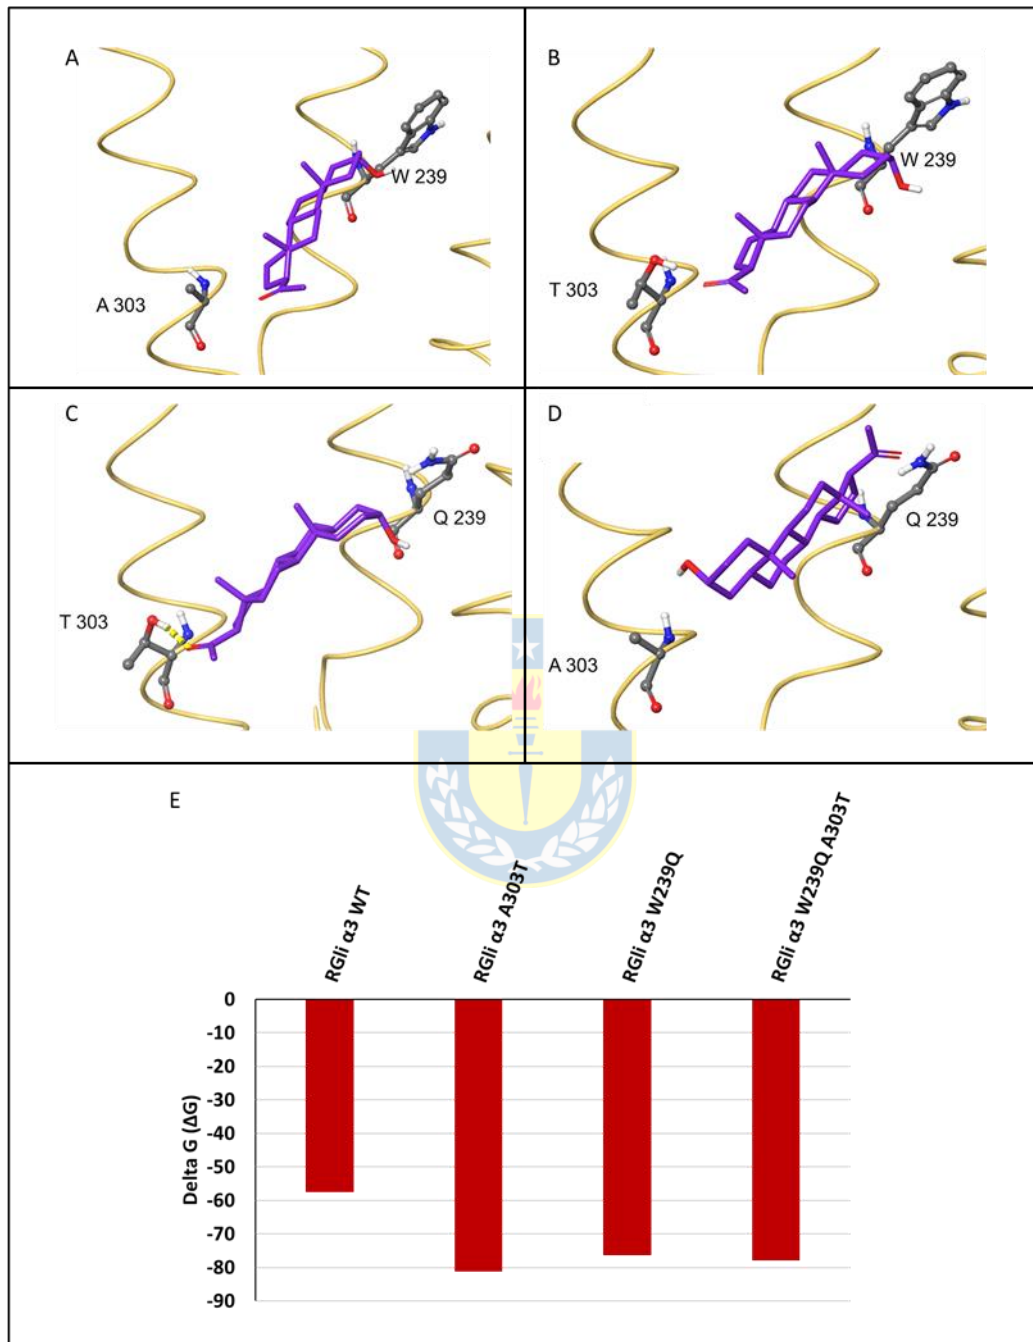 A
W 239
A 303
B
W 239
T 303
C
Q 239
T 303
D
Q 239
A 303
E
RGli α3 WT
RGli α3 A303T
RGli α3 W239Q
RGli α3 W239Q A303T
Delta G (ΔG)
0
-10
-20
-30
-40
-50
-60
-70
-80
-90